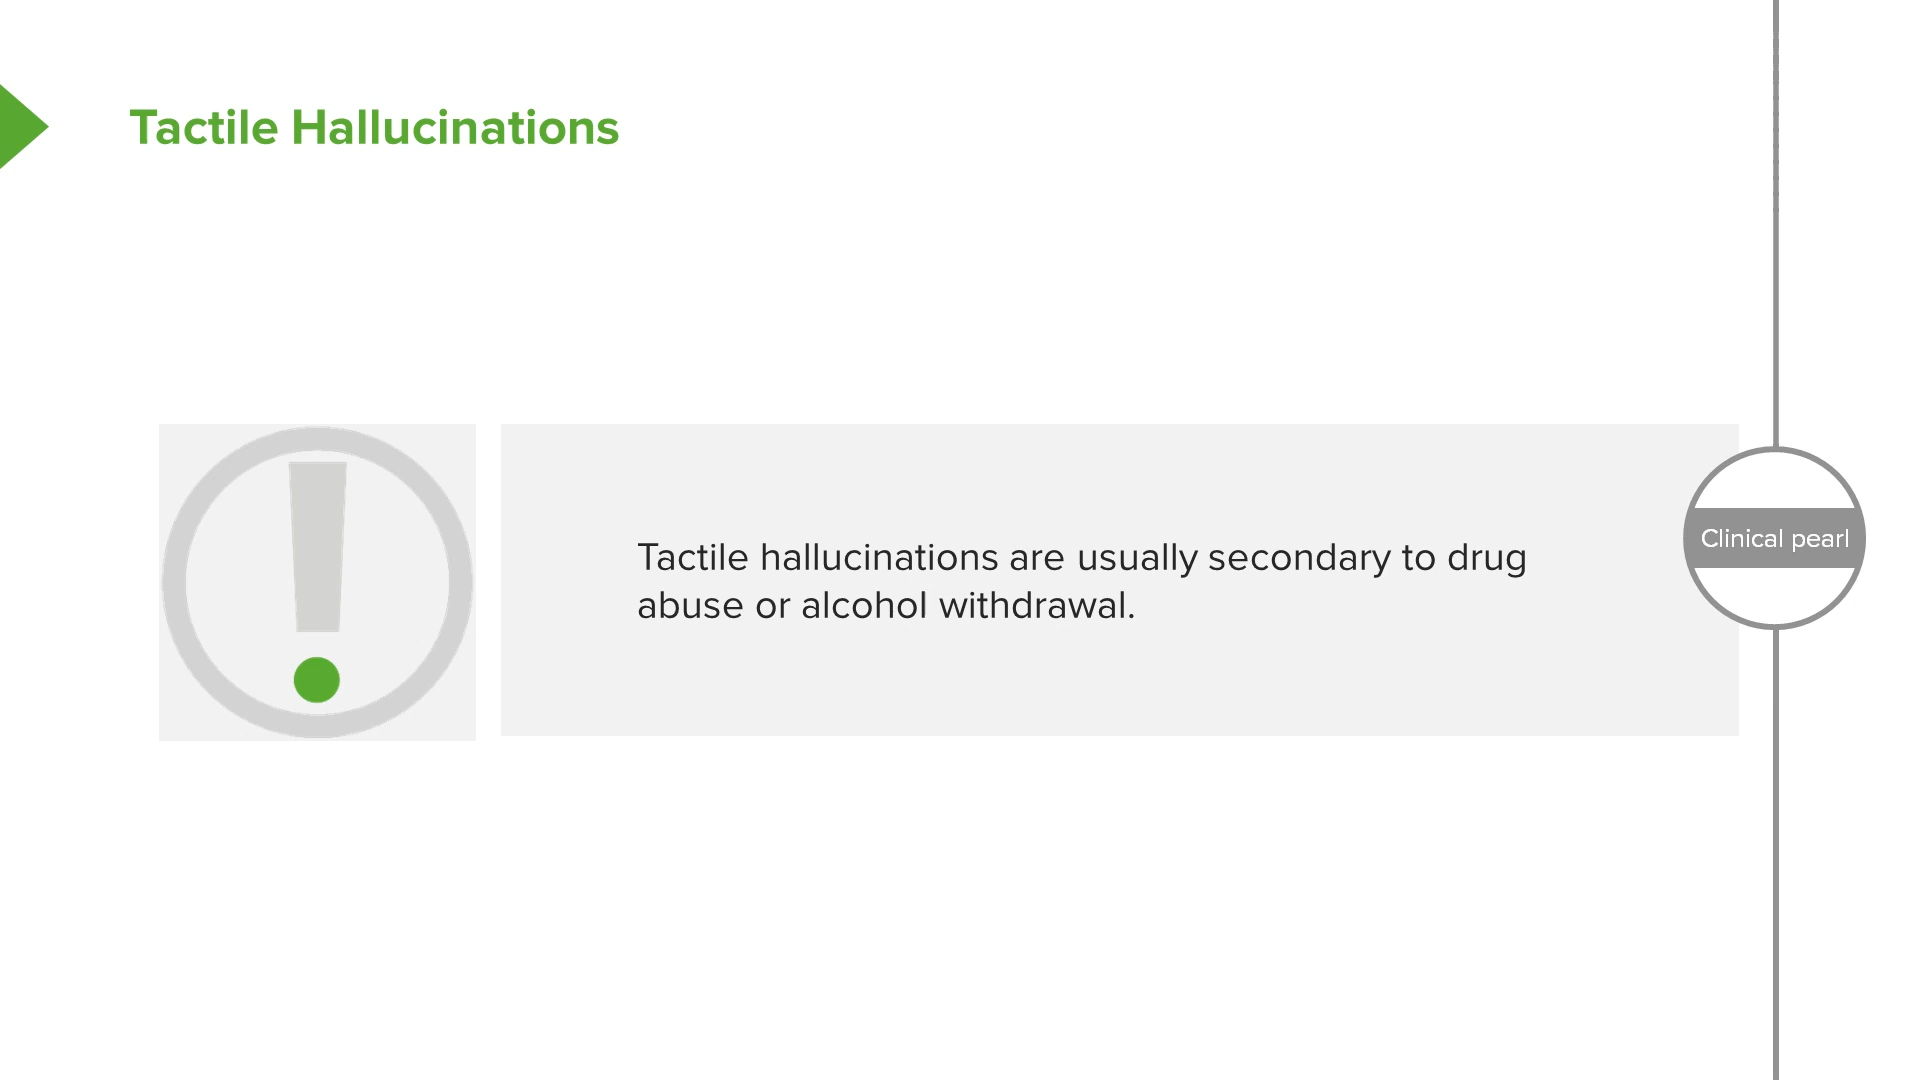 Tactile Hallucinations
Tactile hallucinations are usually secondary to drug
abuse or alcohol withdrawal.
Clinical pearl